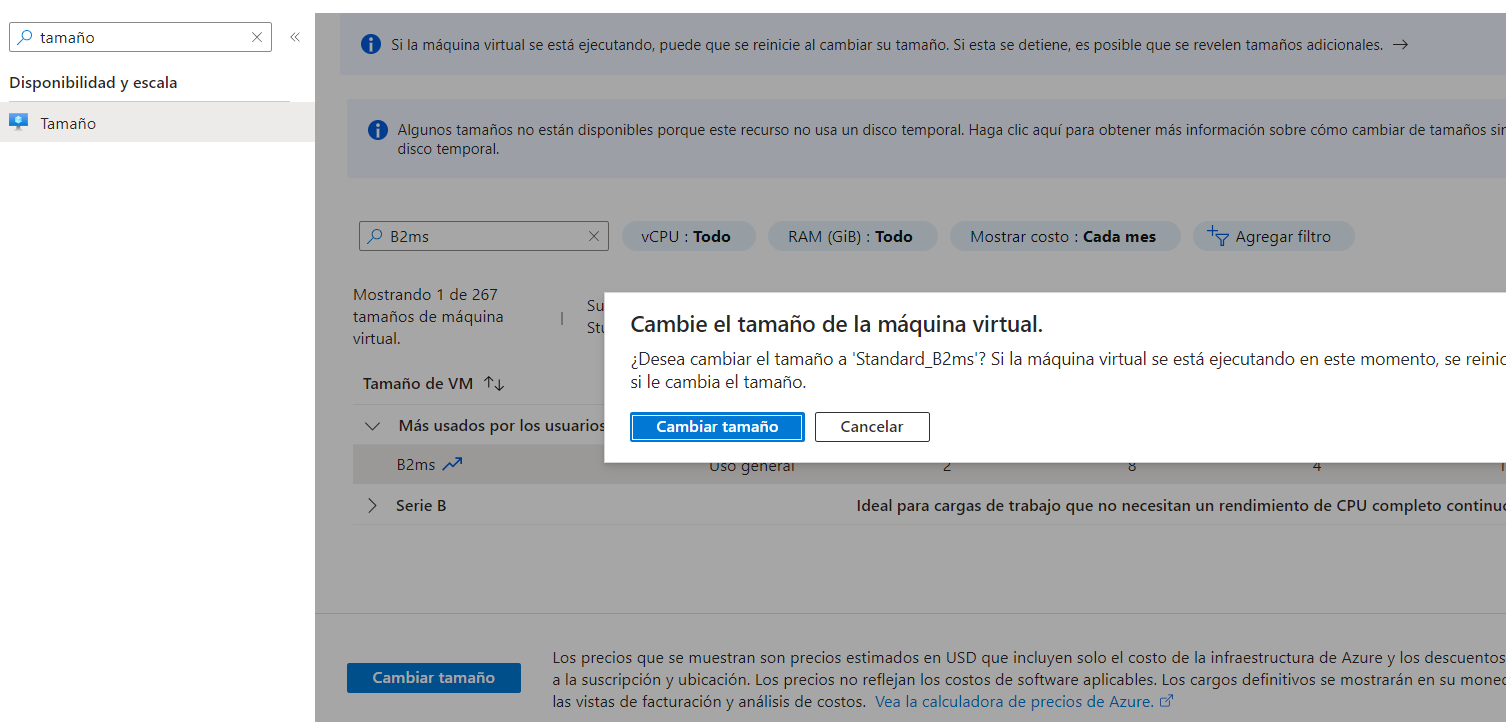 tamaño
Disponibilidad y escala
Tamaño
Si la máquina virtual se está ejecutando, puede que se reinicie al cambiar su tamaño. Si esta se detiene, es posible que se revelen tamaños adicionales. →
Algunos tamaños no están disponibles porque este recurso no usa un disco temporal. Haga clic aquí para obtener más información sobre cómo cambiar de tamaños sin
disco temporal.
B2ms
vCPU : Todo
RAM (GiB) : Todo
Mostrar costo : Cada mes
Agregar filtro
Mostrando 1 de 267
tamaños de máquina
virtual.
|
Su
Stu
Cambie el tamaño de la máquina virtual.
¿Desea cambiar el tamaño a 'Standard_B2ms'? Si la máquina virtual se está ejecutando en este momento, se reinic
si le cambia el tamaño.
Cambiar tamaño
Cancelar
Tamaño de VM ↑↓
Más usados por los usuarios
B2ms
Uso general
2
8
4
Serie B
Ideal para cargas de trabajo que no necesitan un rendimiento de CPU completo continuo
Cambiar tamaño
Los precios que se muestran son precios estimados en USD que incluyen solo el costo de la infraestructura de Azure y los descuentos
a la suscripción y ubicación. Los precios no reflejan los costos de software aplicables. Los cargos definitivos se mostrarán en su moned
las vistas de facturación y análisis de costos. Vea la calculadora de precios de Azure.